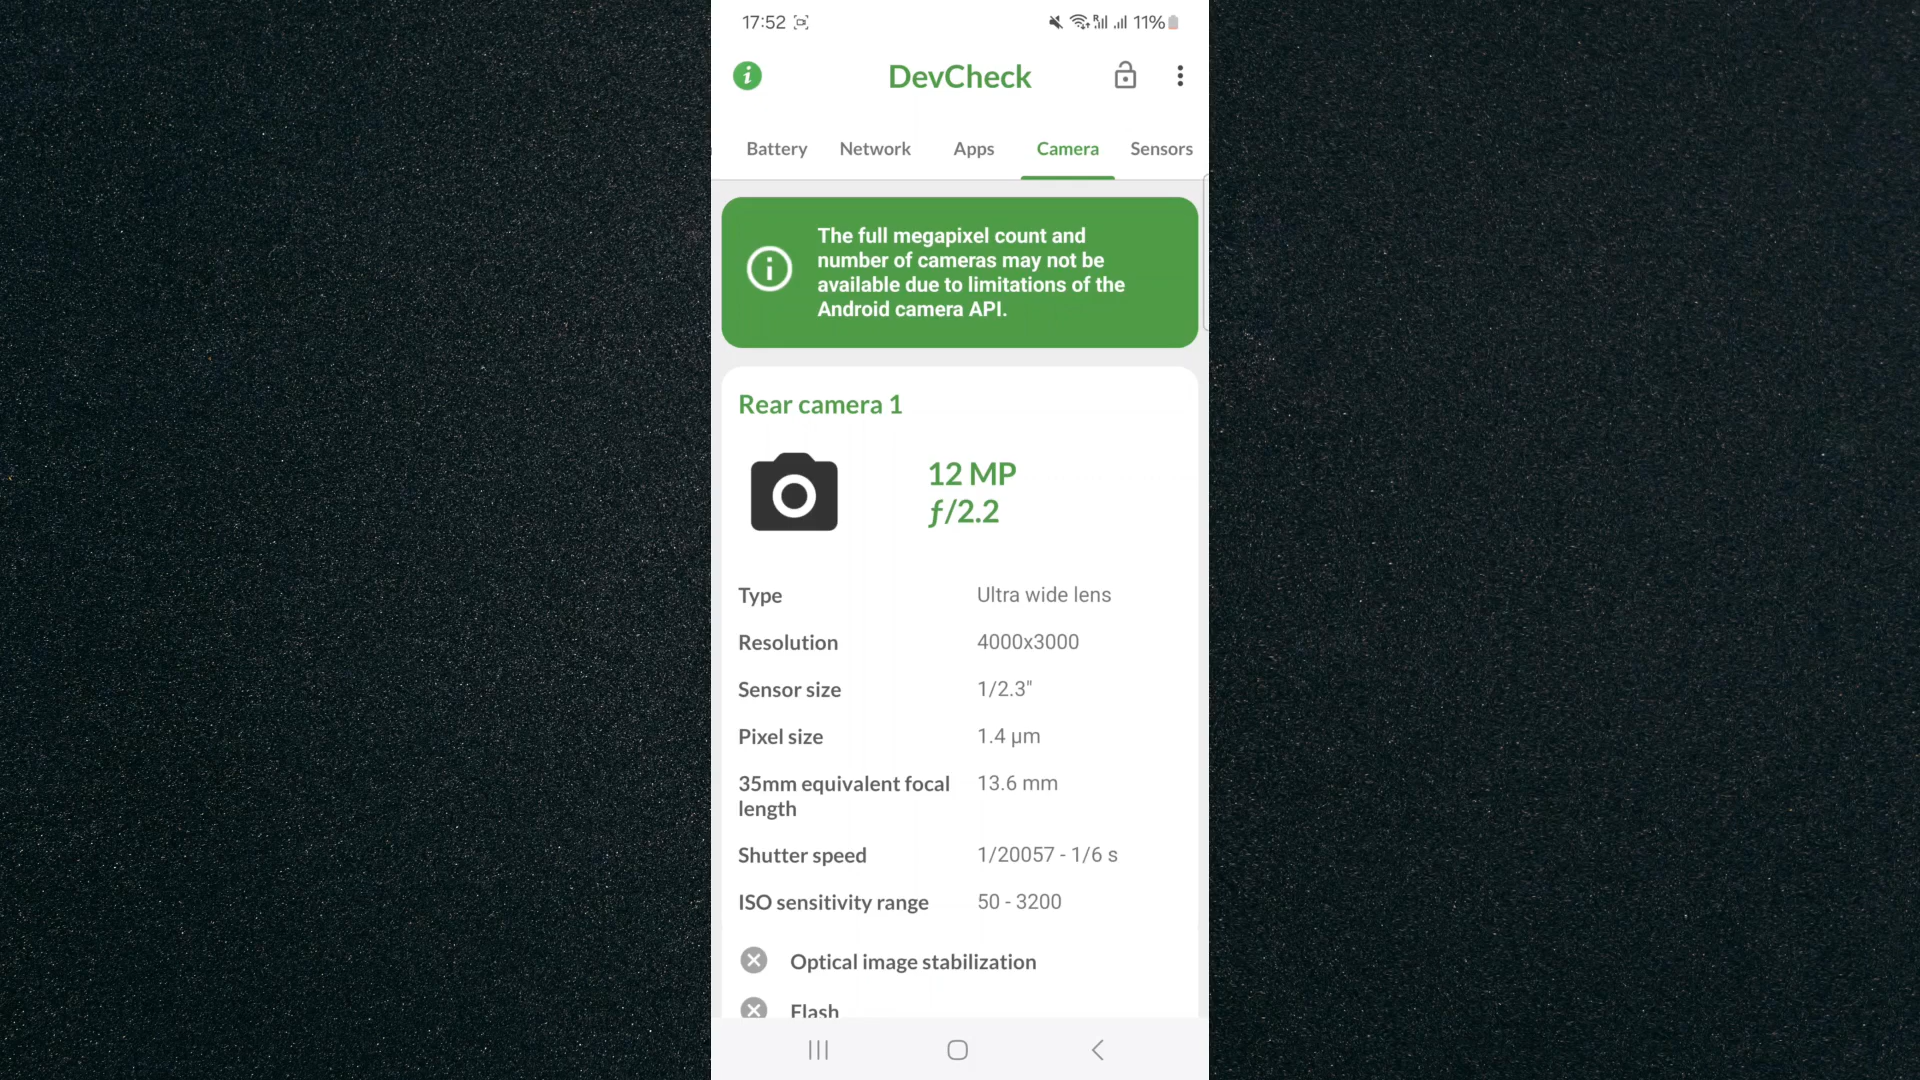 17:52 11%
DevCheck
Battery Network Apps Camera Sensors
The full megapixel count and
number of cameras may not be
available due to limitations of the
Android camera API.
Rear camera 1
12 MP
ƒ/2.2
Type Ultra wide lens
Resolution 4000x3000
Sensor size 1/2.3"
Pixel size 1.4 µm
35mm equivalent focal 13.6 mm
length
Shutter speed 1/20057 - 1/6 s
ISO sensitivity range 50 - 3200
Optical image stabilization
Flash